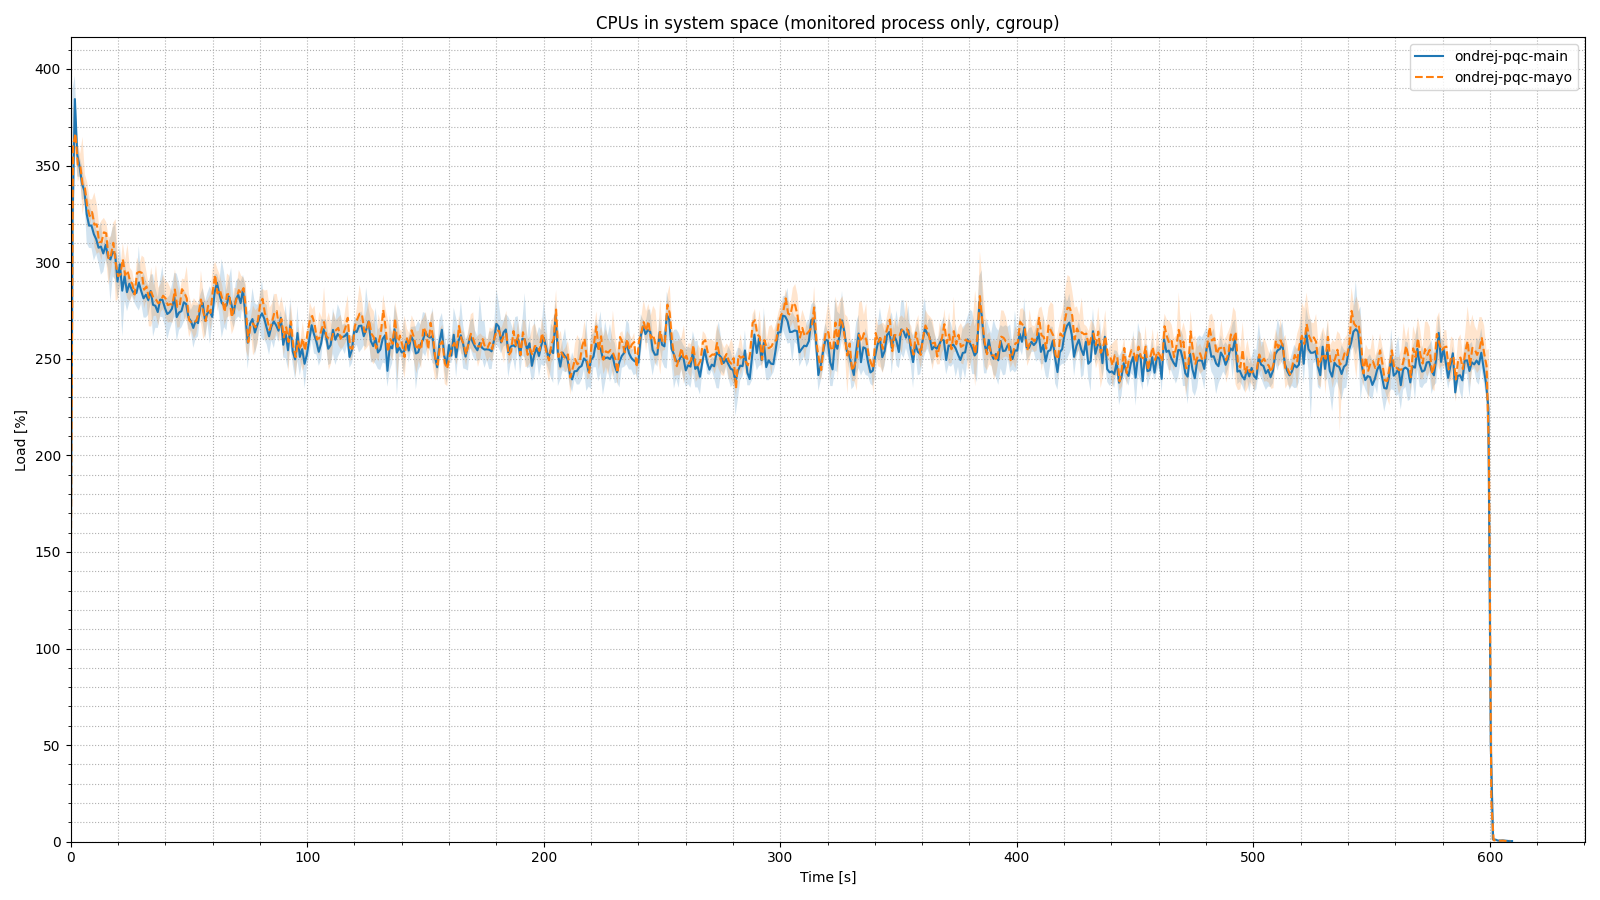 CPUs in system space (monitored process only, cgroup)
ondrej-pqc-main
ondrej-pqc-mayo
400
350
300
250
200
150
100
50
0
Load [%]
0 100 200 300 400 500 600
Time [s]